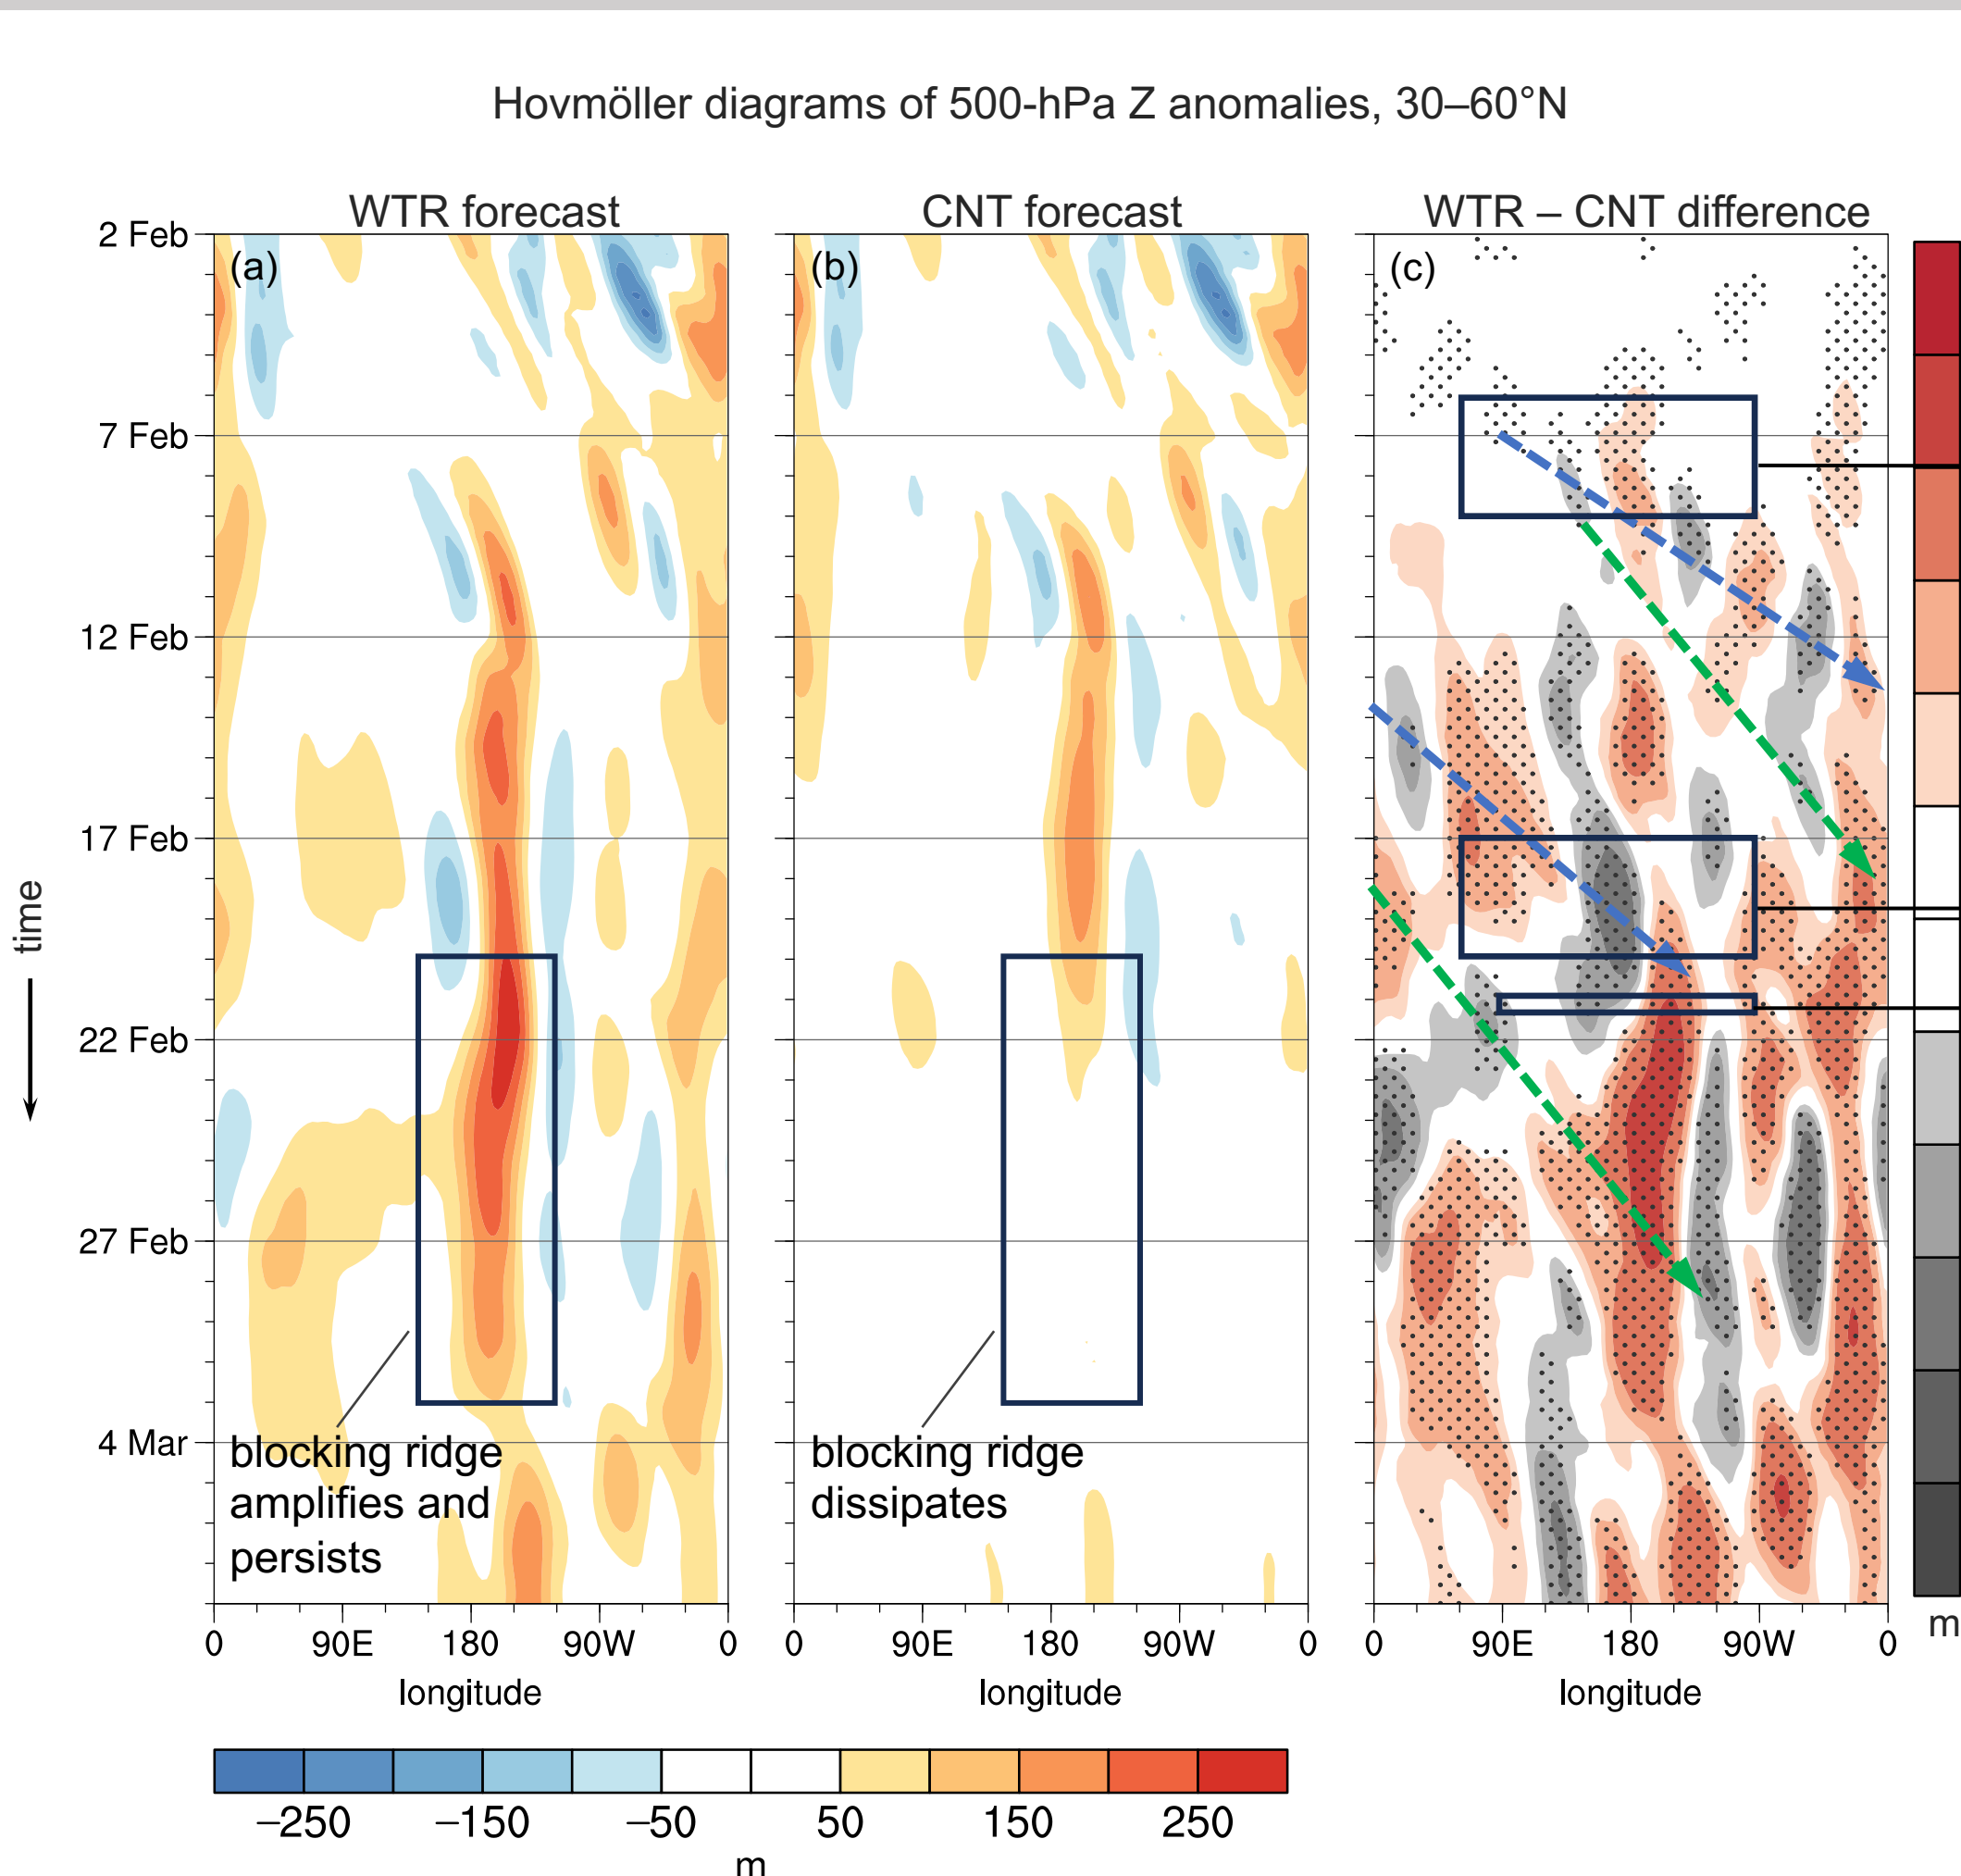 Hovmöller diagrams of 500-hPa Z anomalies, 30–60°N
WTR forecast
CNT forecast
WTR – CNT difference
(a)
(b)
(c)
2 Feb
7 Feb
12 Feb
17 Feb
22 Feb
27 Feb
4 Mar
time
blocking ridge
amplifies and
persists
blocking ridge
dissipates
0 90E 180 90W 0
0 90E 180 90W 0
0 90E 180 90W 0
longitude
longitude
longitude
m
−250 −150 −50 50 150 250
m